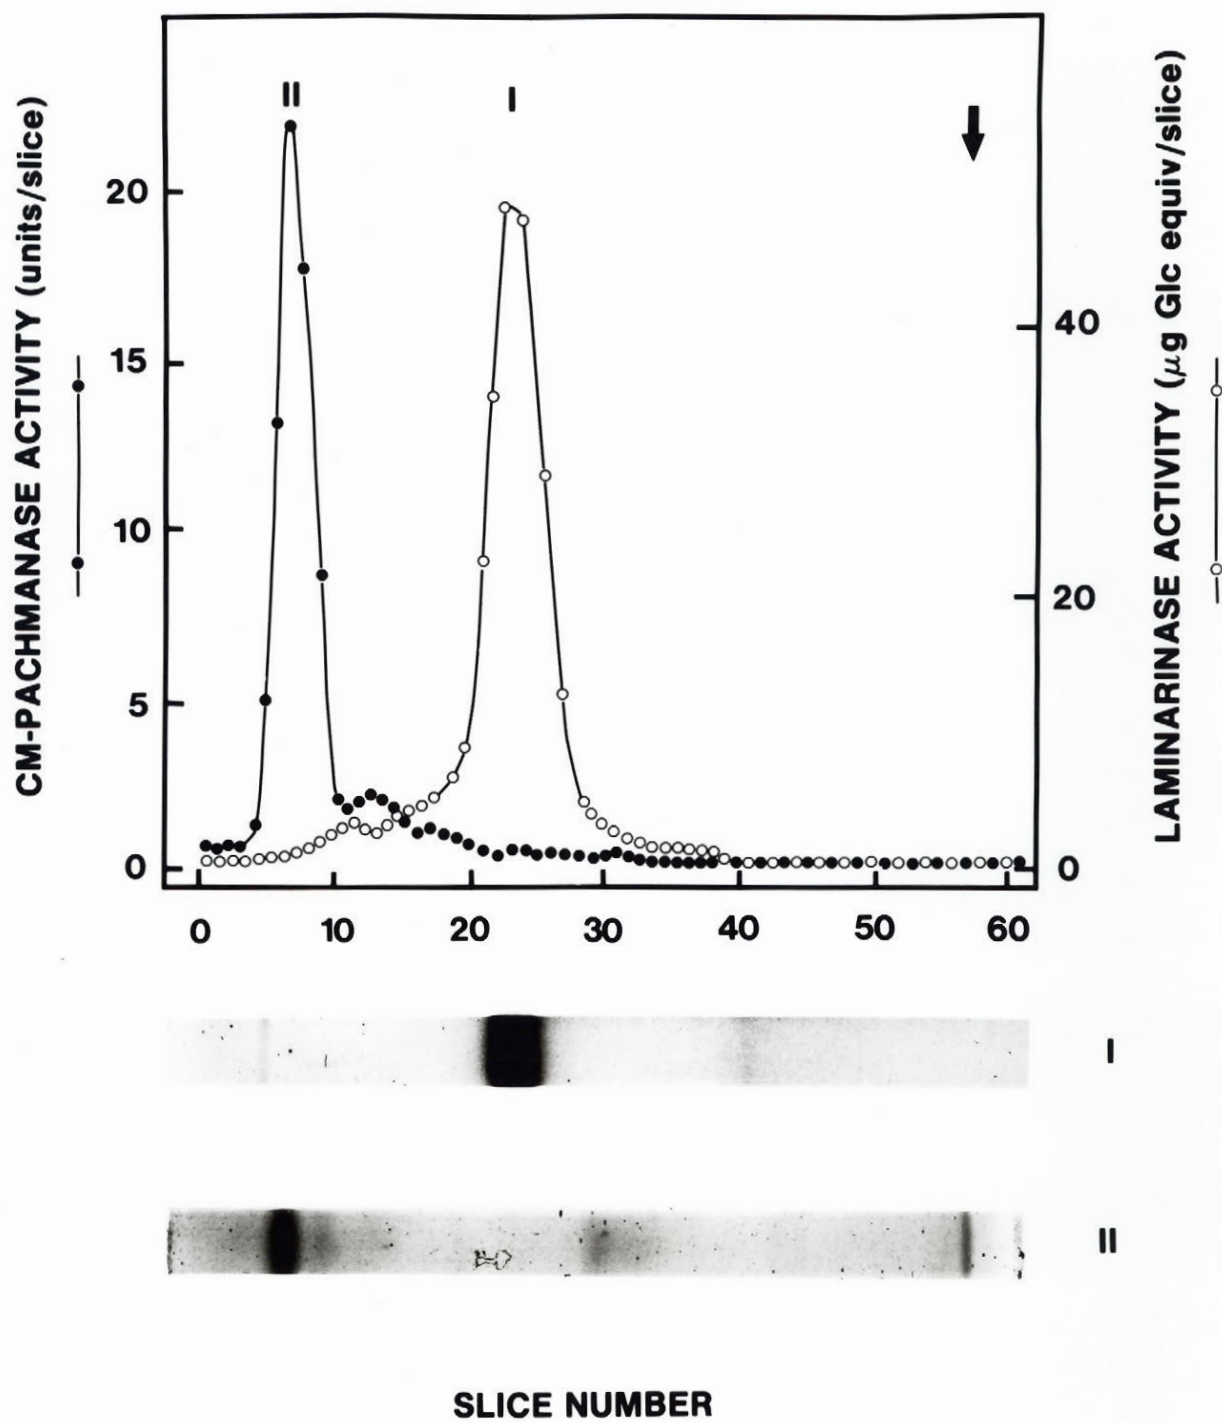 II
I
CM-PACHMANASE ACTIVITY (units/slice)
20
15
10
5
0
40
20
0
LAMINARINASE ACTIVITY (μg Glc equiv/slice)
0 10 20 30 40 50 60
I
II
SLICE NUMBER